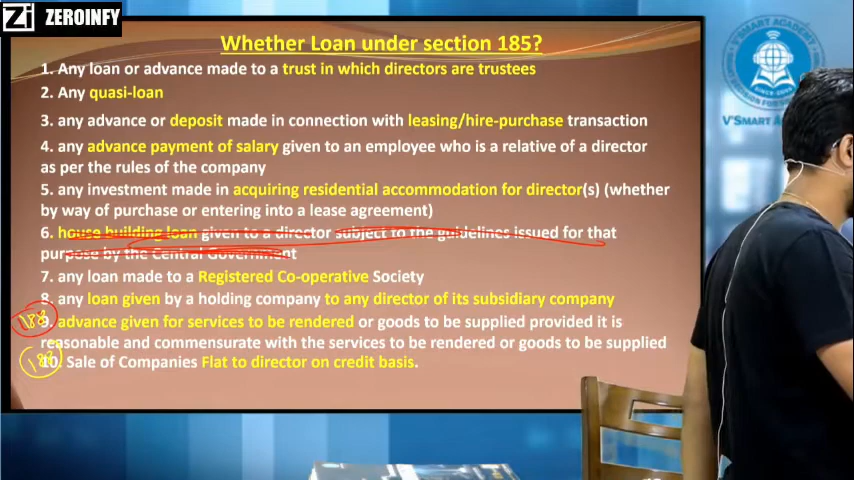 Zi ZEROINFY
Whether Loan under section 185?
1. Any loan or advance made to a trust in which directors are trustees
2. Any quasi-loan
3. any advance or deposit made in connection with leasing/hire-purchase transaction
4. any advance payment of salary given to an employee who is a relative of a director
as per the rules of the company
5. any investment made in acquiring residential accommodation for director(s) (whether
by way of purchase or entering into a lease agreement)
6. house building loan given to a director subject to the guidelines issued for that
purpose by the Central Government
7. any loan made to a Registered Co-operative Society
8. any loan given by a holding company to any director of its subsidiary company
188
9. advance given for services to be rendered or goods to be supplied provided it is
reasonable and commensurate with the services to be rendered or goods to be supplied
10. Sale of Companies Flat to director on credit basis.
V'SMART ACADEMY
SINCE-2000
V'Smart